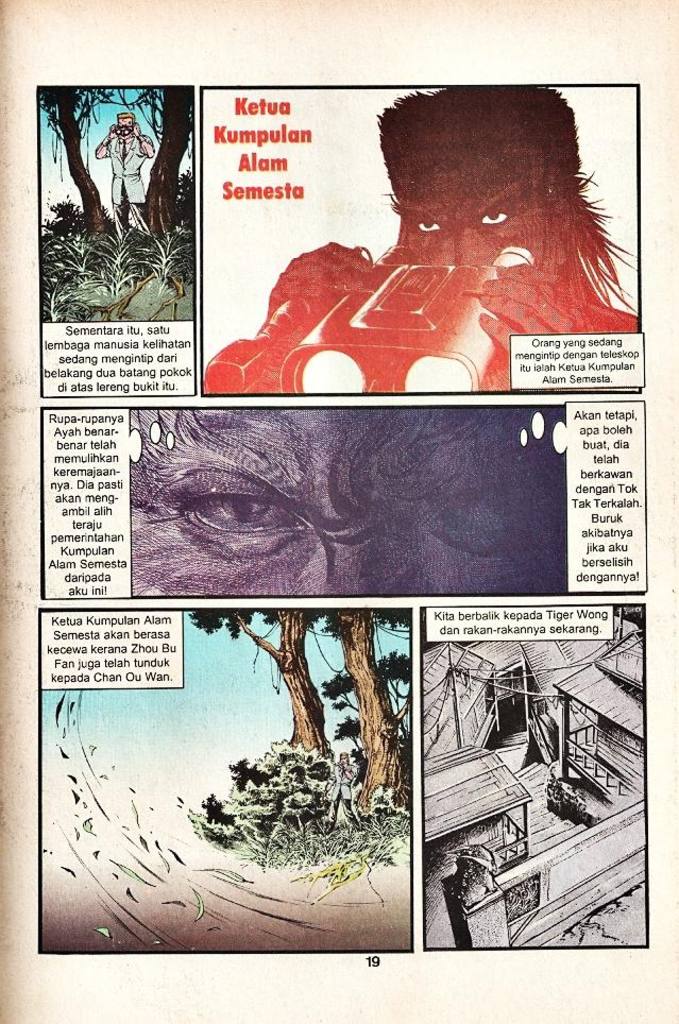 Sementara itu, satu
lembaga manusia kelihatan
sedang mengintip dari
belakang dua batang pokok
di atas lereng bukit itu.
Ketua
Kumpulan
Alam
Semesta
Orang yang sedang
mengintip dengan teleskop
itu ialah Ketua Kumpulan
Alam Semesta.
Rupa-rupanya
Ayah benar-
benar telah
memulihkan
keremajaan-
nya. Dia pasti
akan meng-
ambil alih
teraju
pemerintahan
Kumpulan
Alam Semesta
daripada
aku ini!
Akan tetapi,
apa boleh
buat, dia
telah
berkawan
dengan Tok
Tak Terkalah.
Buruk
akibatnya
jika aku
berselisih
dengannya!
Ketua Kumpulan Alam
Semesta akan berasa
kecewa kerana Zhou Bu
Fan juga telah tunduk
kepada Chan Ou Wan.
Kita berbalik kepada Tiger Wong
dan rakan-rakannya sekarang.
19